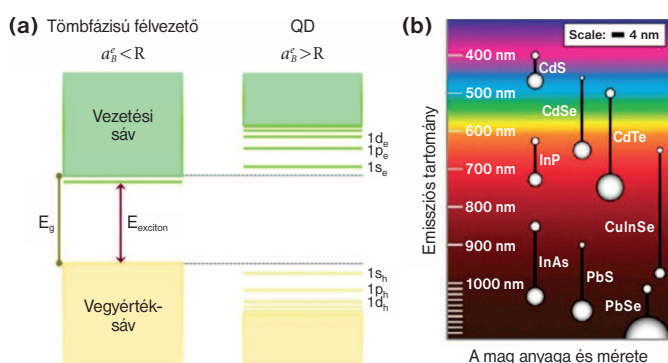 (a)
Tömbfázisú félvezető
a_B^e < R
QD
a_B^e > R
Vezetési
sáv
1d_e
1p_e
1s_e
E_g
E_exciton
1s_h
1p_h
1d_h
Vegyérték-
sáv
(b)
Scale: 4 nm
Emissziós tartomány
400 nm
500 nm
600 nm
700 nm
800 nm
900 nm
1000 nm
CdS
CdSe
CdTe
InP
CuInSe
InAs
PbS
PbSe
A mag anyaga és mérete